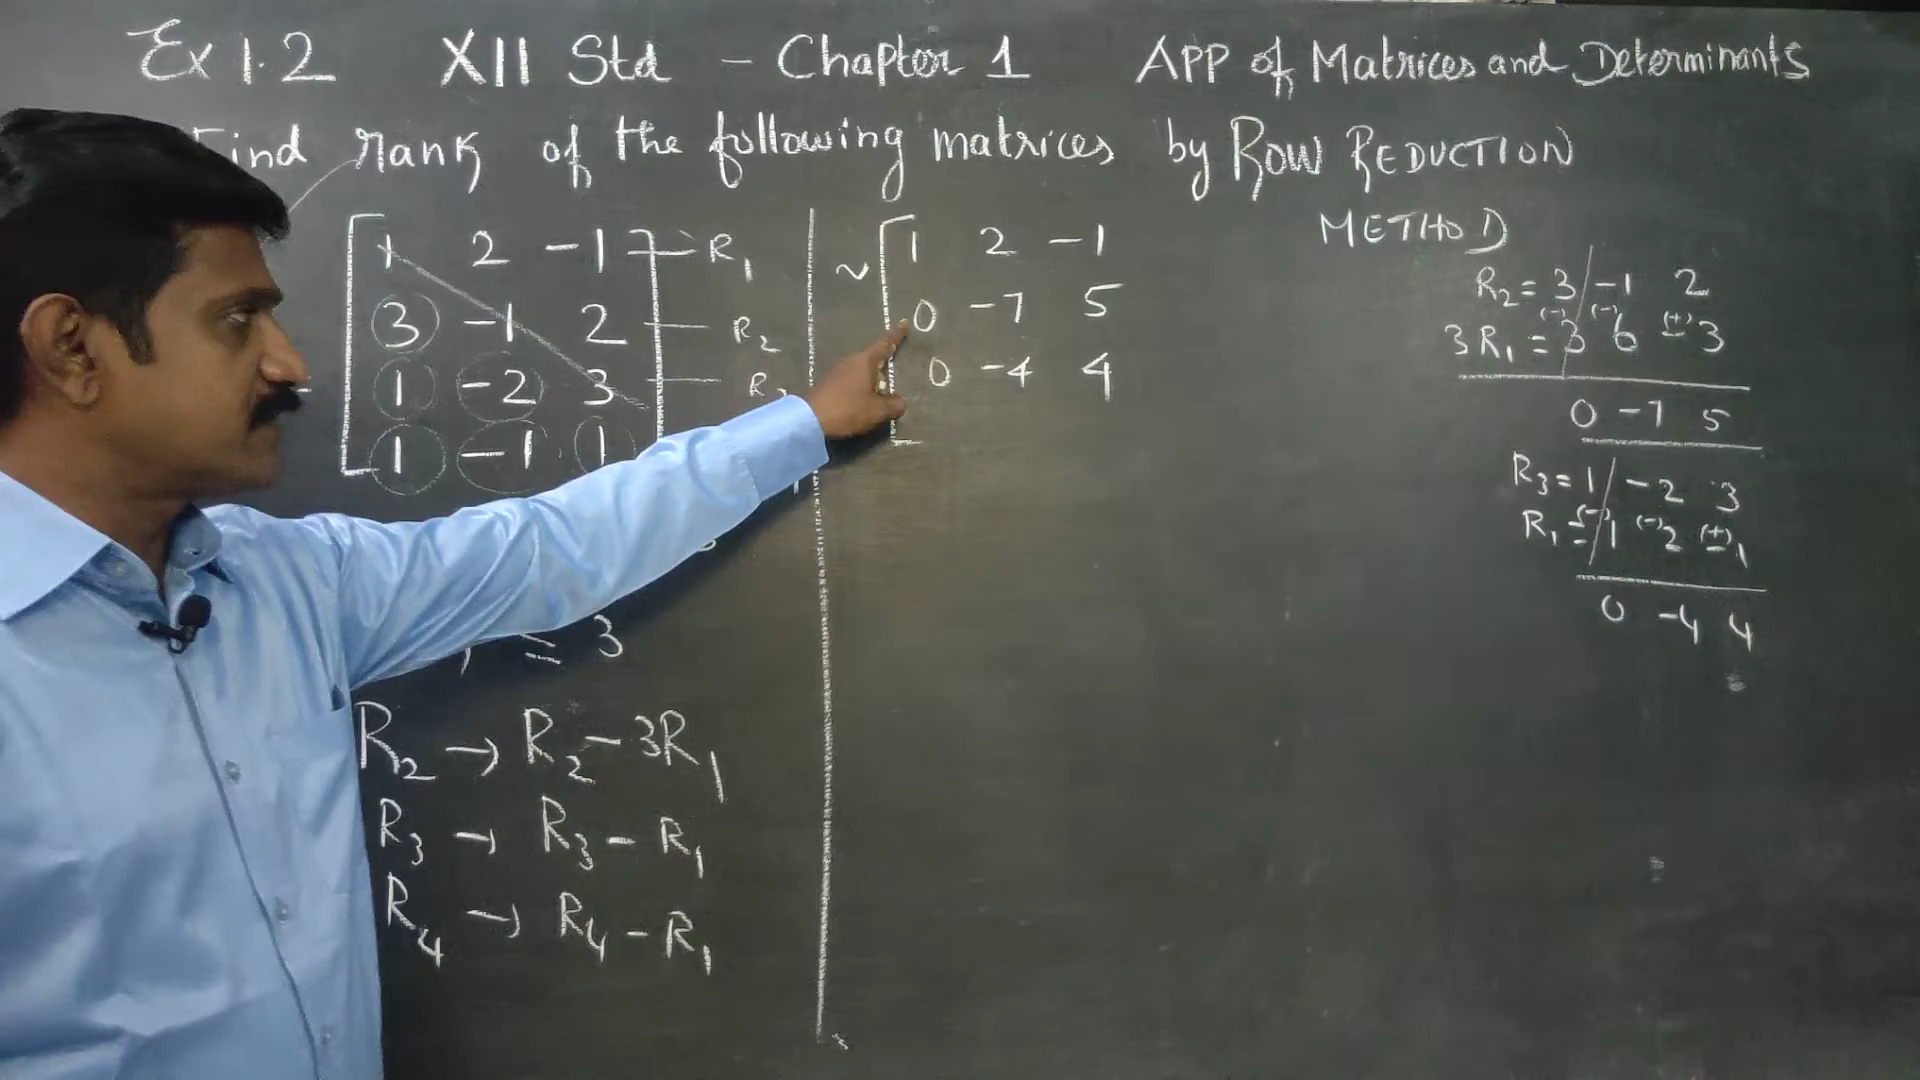 Ex 1.2 XII Std - Chapter 1 APP of Matrices and Determinants
Find rank of the following matrices by ROW REDUCTION
METHOD
1 2 -1 R1
3 -1 2 R2
1 -2 3
1 -1 1
≤ 3
R2 → R2 - 3R1
R3 → R3 - R1
R4 → R4 - R1
~ 1 2 -1
0 -7 5
0 -4 4
R2 = 3 -1 2
(-) (-) (+)
3R1 = 3 6 -3
0 -7 5
R3 = 1 -2 3
(-) (-) (+)
R1 = 1 2 -1
0 -4 4